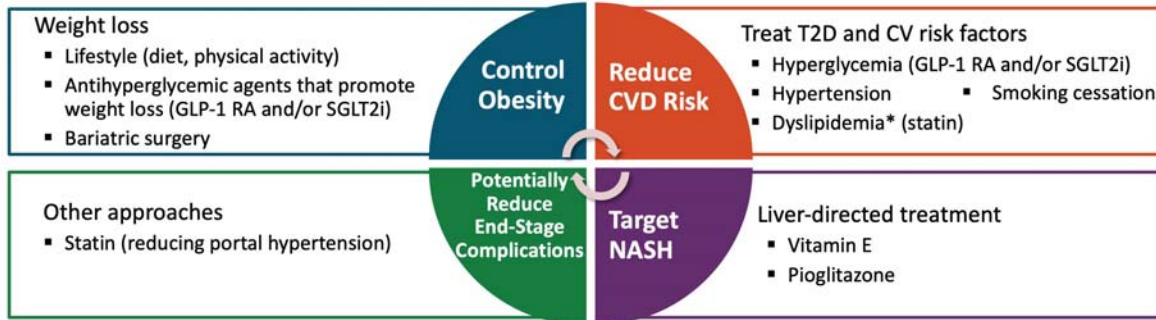 Weight loss
▪ Lifestyle (diet, physical activity)
▪ Antihyperglycemic agents that promote
weight loss (GLP-1 RA and/or SGLT2i)
▪ Bariatric surgery
Control
Obesity
Reduce
CVD Risk
Treat T2D and CV risk factors
▪ Hyperglycemia (GLP-1 RA and/or SGLT2i)
▪ Hypertension ▪ Smoking cessation
▪ Dyslipidemia* (statin)
Other approaches
▪ Statin (reducing portal hypertension)
Potentially
Reduce
End-Stage
Complications
Target
NASH
Liver-directed treatment
▪ Vitamin E
▪ Pioglitazone